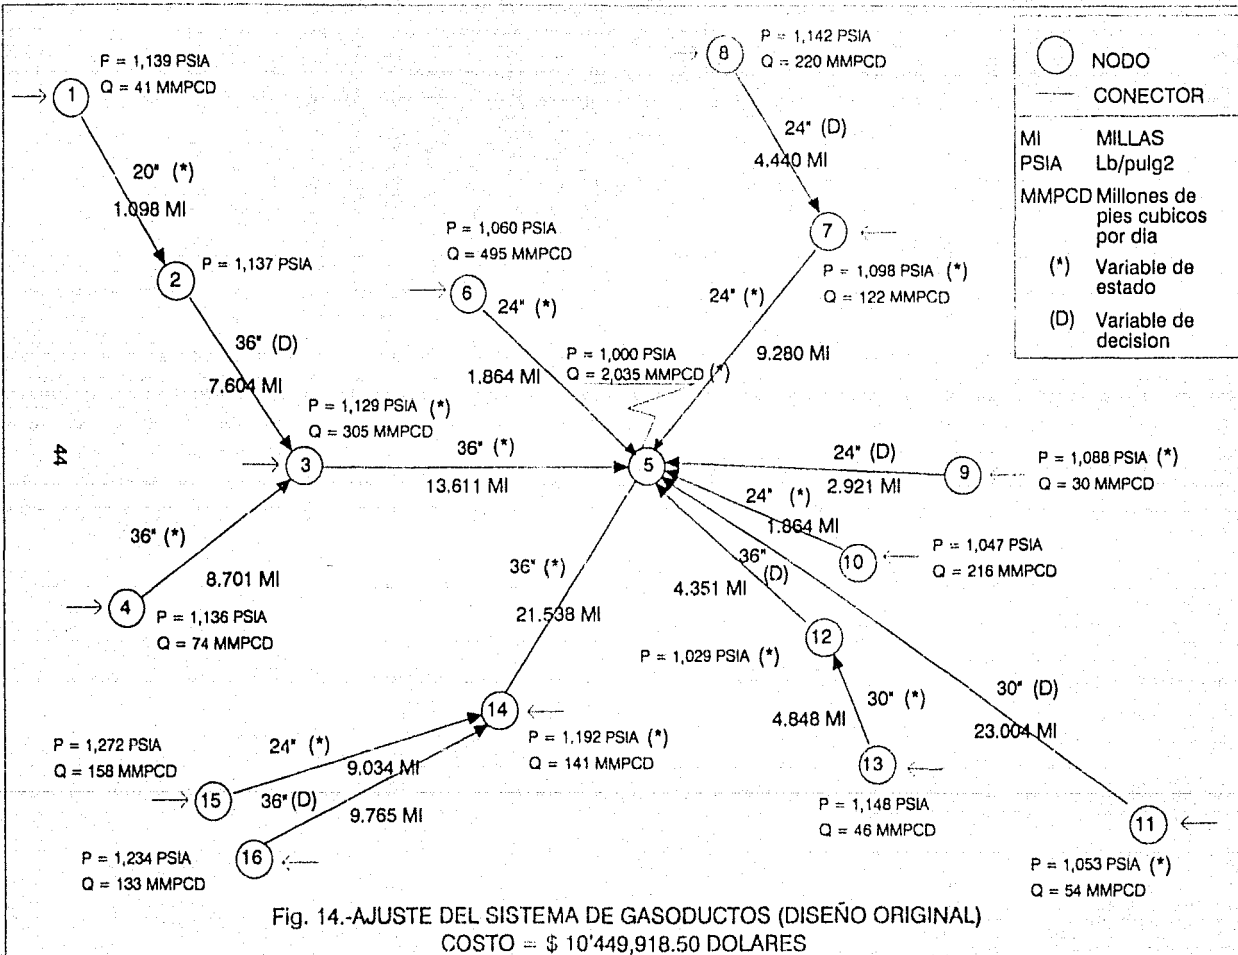 F = 1,139 PSIA
Q = 41 MMPCD
1
20" (*)
1.098 MI
2
P = 1,137 PSIA
36" (D)
7.604 MI
P = 1,129 PSIA (*)
Q = 305 MMPCD
3
36" (*)
13.611 MI
36" (*)
8.701 MI
4
P = 1,136 PSIA
Q = 74 MMPCD
44
P = 1,060 PSIA
Q = 495 MMPCD
6
24" (*)
1.864 MI
P = 1,000 PSIA
Q = 2,035 MMPCD (*)
5
8
P = 1,142 PSIA
Q = 220 MMPCD
24" (D)
4.440 MI
7
P = 1,098 PSIA (*)
Q = 122 MMPCD
24" (*)
9.280 MI
24" (D)
2.921 MI
9
P = 1,088 PSIA (*)
Q = 30 MMPCD
24" (*)
1.864 MI
10
P = 1,047 PSIA
Q = 216 MMPCD
36"
(D)
4.351 MI
12
P = 1,029 PSIA (*)
30" (*)
4.848 MI
13
P = 1,148 PSIA
Q = 46 MMPCD
30" (D)
23.004 MI
11
P = 1,053 PSIA (*)
Q = 54 MMPCD
36" (*)
21.538 MI
14
P = 1,192 PSIA (*)
Q = 141 MMPCD
P = 1,272 PSIA
Q = 158 MMPCD
15
24" (*)
9.034 MI
36" (D)
9.765 MI
16
P = 1,234 PSIA
Q = 133 MMPCD
NODO
CONECTOR
MI MILLAS
PSIA Lb/pulg2
MMPCD Millones de
pies cubicos
por dia
(*) Variable de
estado
(D) Variable de
decision
Fig. 14.-AJUSTE DEL SISTEMA DE GASODUCTOS (DISEÑO ORIGINAL)
COSTO = $ 10'449,918.50 DOLARES